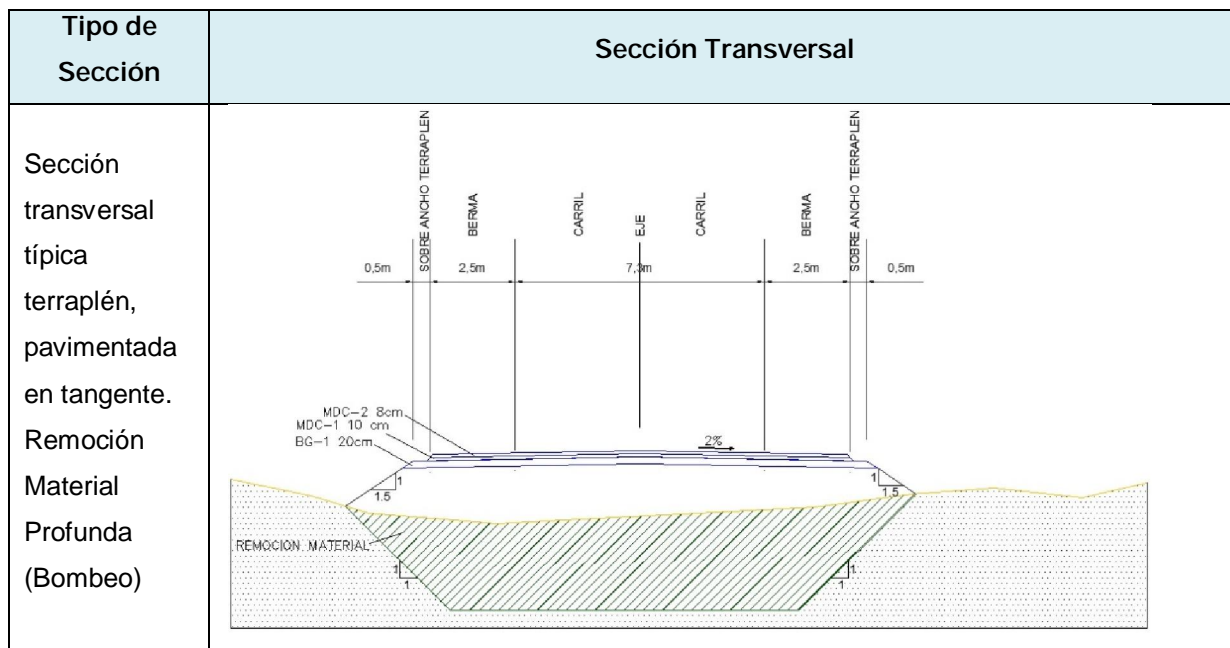 Tipo de
Sección
Sección Transversal
Sección
transversal
típica
terraplén,
pavimentada
en tangente.
Remoción
Material
Profunda
(Bombeo)
SOBRE ANCHO TERRAPLEN
BERMA
CARRIL
EJE
CARRIL
BERMA
SOBRE ANCHO TERRAPLEN
0,5m
2,5m
7,3m
2,5m
0,5m
MDC-2 8cm
MDC-1 10 cm
BG-1 20cm
2%
1
1.5
1
1.5
REMOCION MATERIAL
1
1
1
1